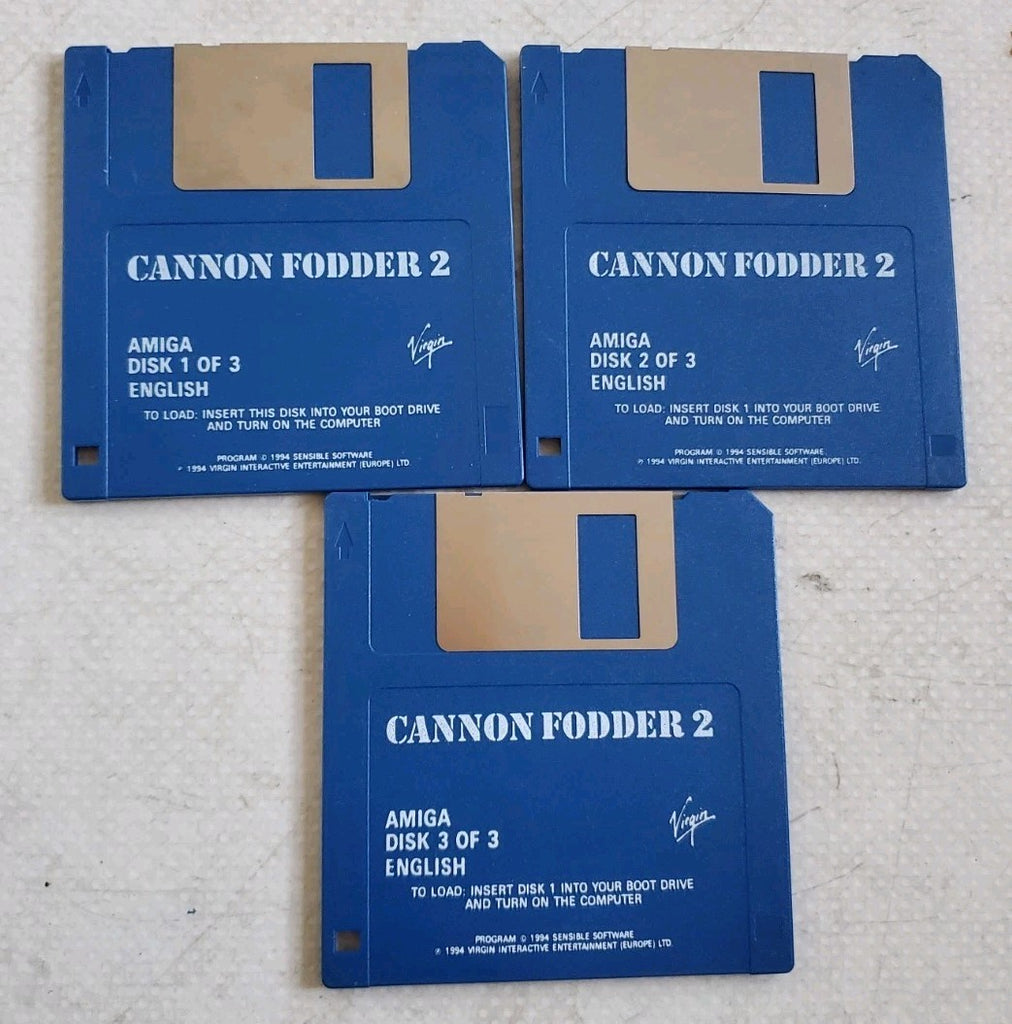 CANNON FODDER 2
AMIGA
DISK 1 OF 3
ENGLISH
Virgin
TO LOAD: INSERT THIS DISK INTO YOUR BOOT DRIVE
AND TURN ON THE COMPUTER
PROGRAM © 1994 SENSIBLE SOFTWARE
℗ 1994 VIRGIN INTERACTIVE ENTERTAINMENT (EUROPE) LTD.
CANNON FODDER 2
AMIGA
DISK 2 OF 3
ENGLISH
Virgin
TO LOAD: INSERT DISK 1 INTO YOUR BOOT DRIVE
AND TURN ON THE COMPUTER
PROGRAM © 1994 SENSIBLE SOFTWARE
℗ 1994 VIRGIN INTERACTIVE ENTERTAINMENT (EUROPE) LTD.
CANNON FODDER 2
AMIGA
DISK 3 OF 3
ENGLISH
Virgin
TO LOAD: INSERT DISK 1 INTO YOUR BOOT DRIVE
AND TURN ON THE COMPUTER
PROGRAM © 1994 SENSIBLE SOFTWARE
℗ 1994 VIRGIN INTERACTIVE ENTERTAINMENT (EUROPE) LTD.